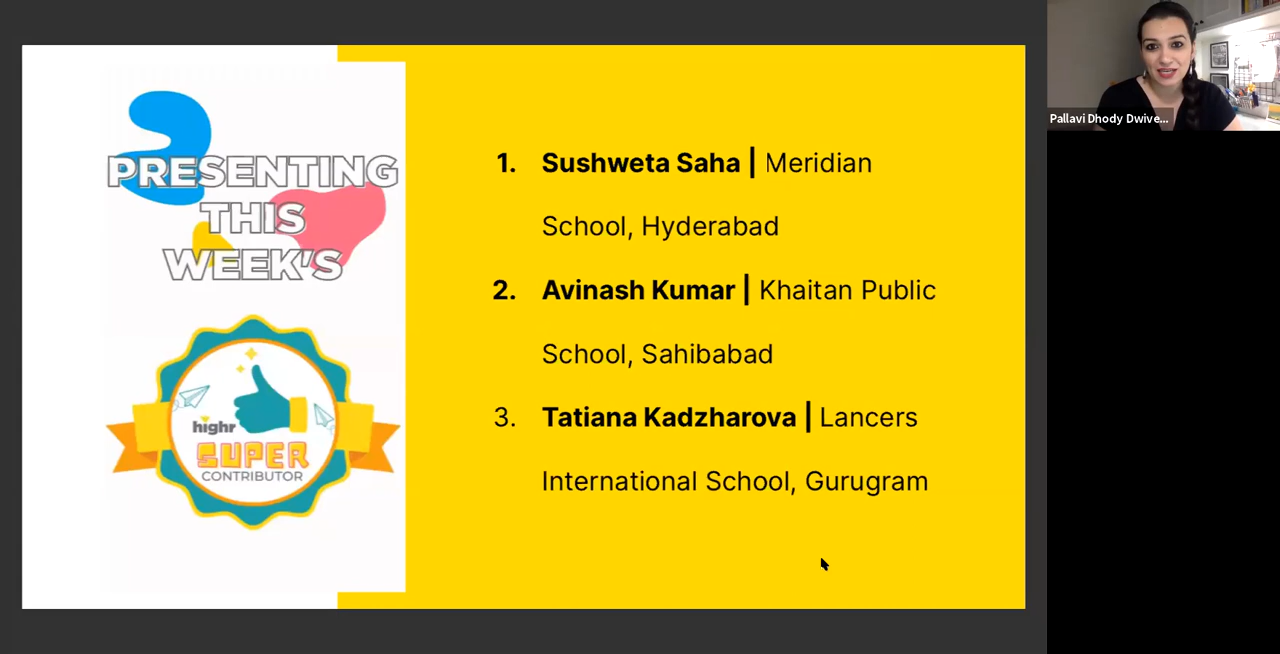 PRESENTING
THIS
WEEK'S
highr
SUPER
CONTRIBUTOR
1. Sushweta Saha | Meridian
School, Hyderabad
2. Avinash Kumar | Khaitan Public
School, Sahibabad
3. Tatiana Kadzharova | Lancers
International School, Gurugram
Pallavi Dhody Dwive...